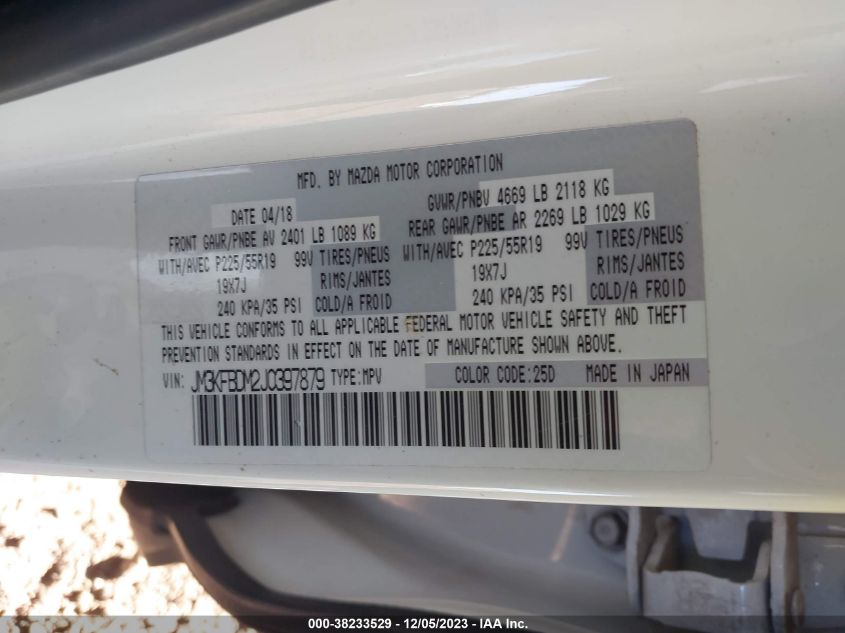 MFD. BY MAZDA MOTOR CORPORATION
DATE 04/18 GVWR/PNBV 4669 LB 2118 KG
FRONT GAWR/PNBE AV 2401 LB 1089 KG REAR GAWR/PNBE AR 2269 LB 1029 KG
WITH/AVEC P225/55R19 99V TIRES/PNEUS WITH/AVEC P225/55R19 99V TIRES/PNEUS
19X7J RIMS/JANTES 19X7J RIMS/JANTES
240 KPA/35 PSI COLD/A FROID 240 KPA/35 PSI COLD/A FROID
THIS VEHICLE CONFORMS TO ALL APPLICABLE FEDERAL MOTOR VEHICLE SAFETY AND THEFT
PREVENTION STANDARDS IN EFFECT ON THE DATE OF MANUFACTURE SHOWN ABOVE.
VIN: JM3KFBDM2J0397879 TYPE:MPV COLOR CODE:25D MADE IN JAPAN
000-38233529 - 12/05/2023 - IAA Inc.